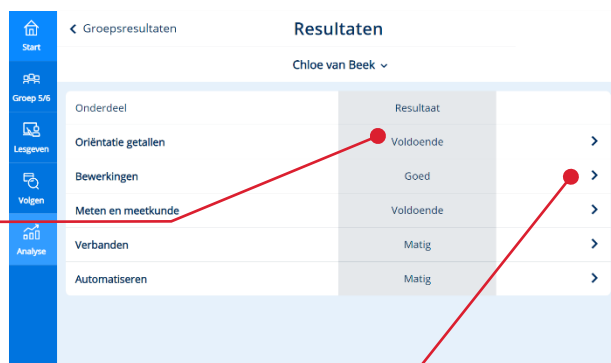 Start
Groep 5/6
Lesgeven
Volgen
Analyse
Groepsresultaten
Resultaten
Chloe van Beek
Onderdeel Resultaat
Oriëntatie getallen Voldoende
Bewerkingen Goed
Meten en meetkunde Voldoende
Verbanden Matig
Automatiseren Matig